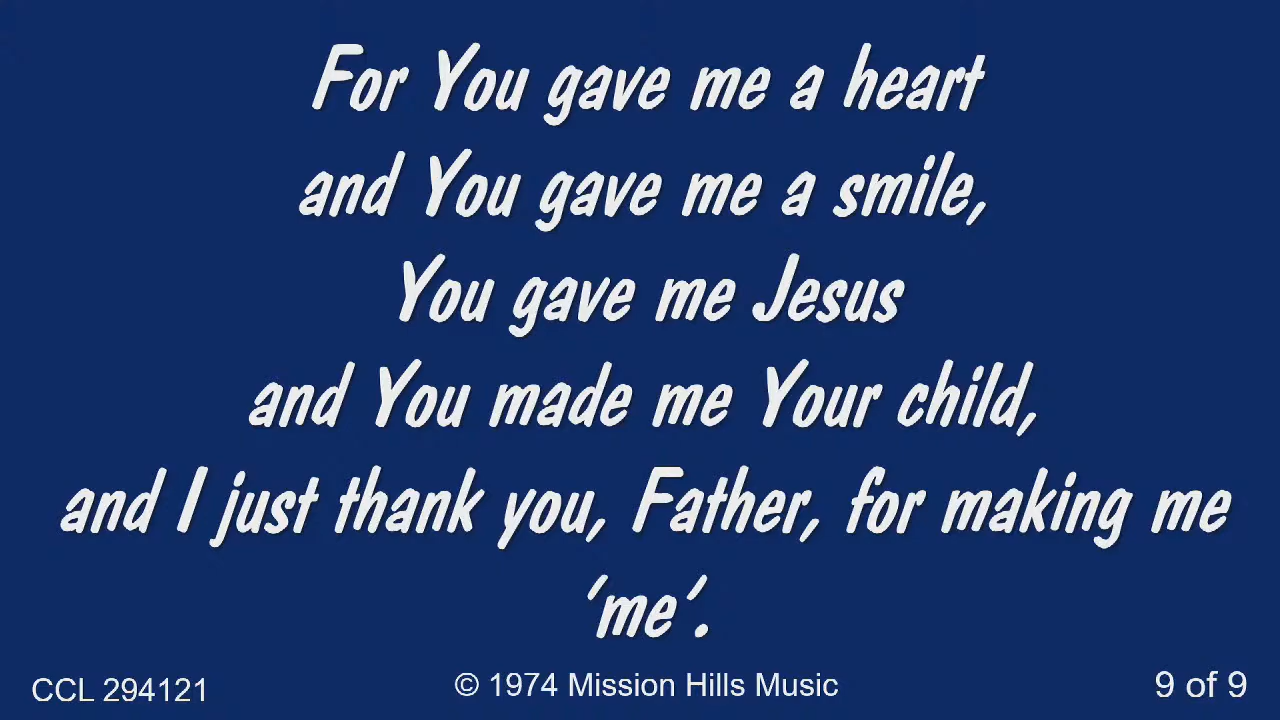 For You gave me a heart
and You gave me a smile,
You gave me Jesus
and You made me Your child,
and I just thank you, Father, for making me
'me'.
CCL 294121
© 1974 Mission Hills Music
9 of 9